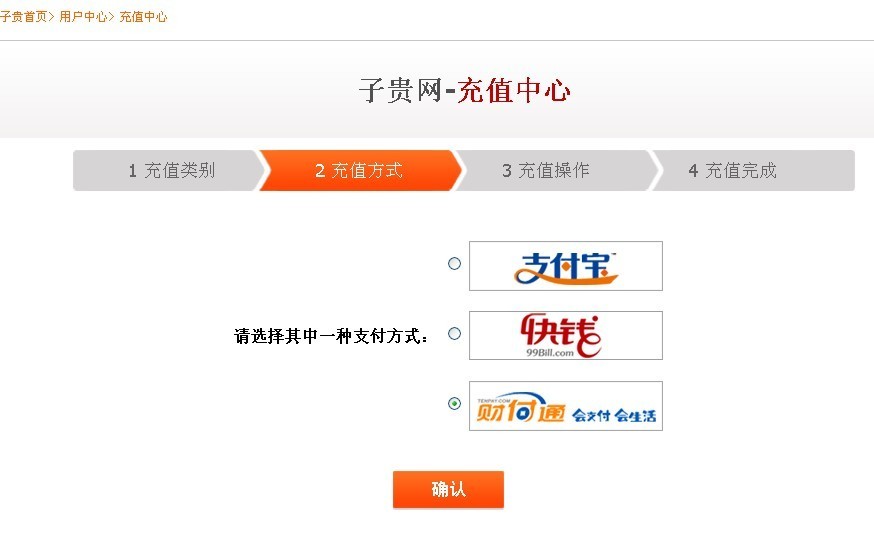 子贵首页> 用户中心> 充值中心
子贵网-充值中心
1 充值类别 2 充值方式 3 充值操作 4 充值完成
支付宝™
请选择其中一种支付方式：
快钱
99Bill.com
TENPAY.COM
财付通 会支付 会生活
确认